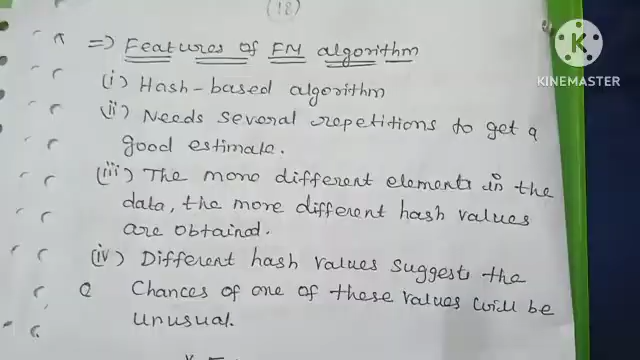 (18)
=> Features of FM algorithm
(i) Hash-based algorithm
(ii) Needs several repetitions to get a
good estimate.
(iii) The more different elements in the
data, the more different hash values
are obtained.
(iv) Different hash values suggests the
Chances of one of these values will be
unusual.
KINEMASTER